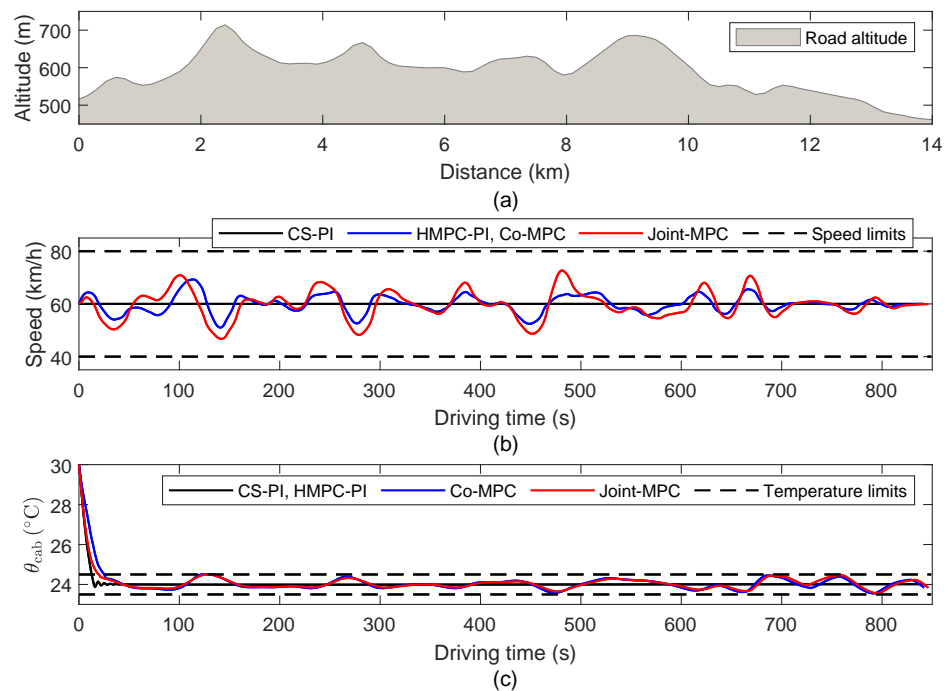 Altitude (m)
700
600
500
Road altitude
0 2 4 6 8 10 12 14
Distance (km)
(a)
CS-PI HMPC-PI, Co-MPC Joint-MPC Speed limits
Speed (km/h)
80
60
40
0 100 200 300 400 500 600 700 800
Driving time (s)
(b)
θcab (°C)
30
28
26
24
CS-PI, HMPC-PI Co-MPC Joint-MPC Temperature limits
0 100 200 300 400 500 600 700 800
Driving time (s)
(c)